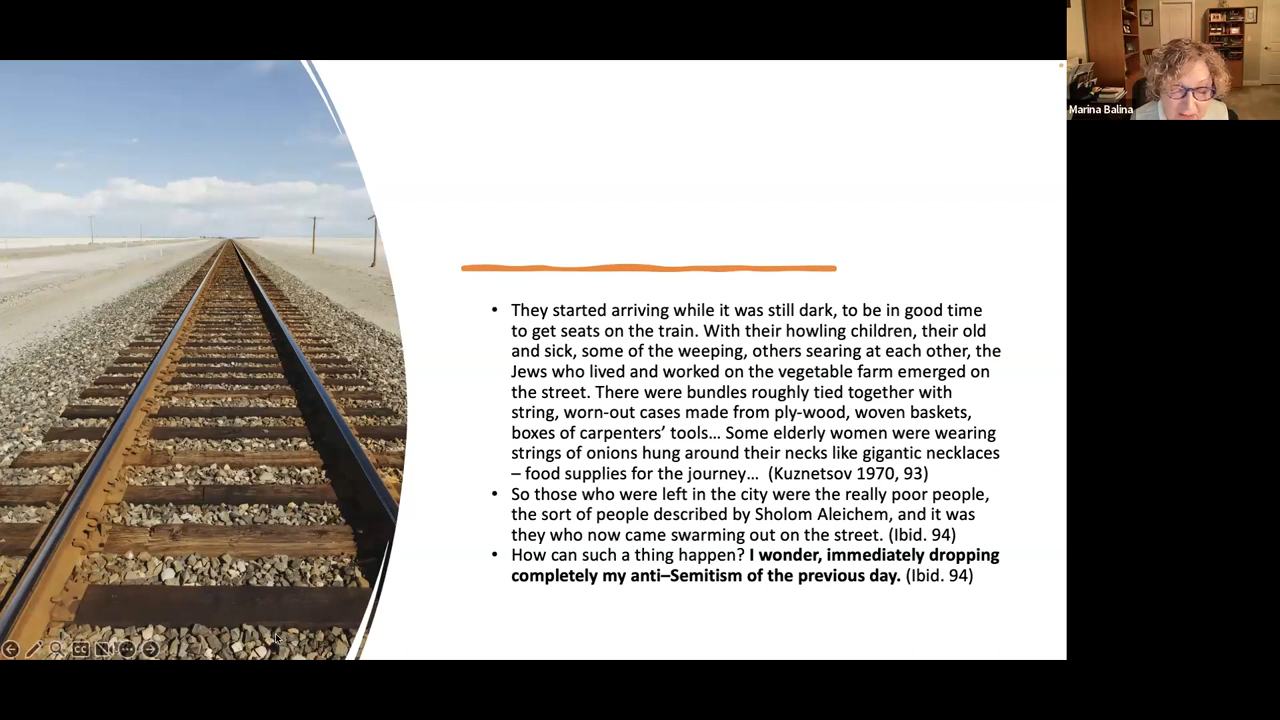 Marina Balina
• They started arriving while it was still dark, to be in good time
to get seats on the train. With their howling children, their old
and sick, some of the weeping, others searing at each other, the
Jews who lived and worked on the vegetable farm emerged on
the street. There were bundles roughly tied together with
string, worn-out cases made from ply-wood, woven baskets,
boxes of carpenters’ tools… Some elderly women were wearing
strings of onions hung around their necks like gigantic necklaces
– food supplies for the journey… (Kuznetsov 1970, 93)
• So those who were left in the city were the really poor people,
the sort of people described by Sholom Aleichem, and it was
they who now came swarming out on the street. (Ibid. 94)
• How can such a thing happen? I wonder, immediately dropping
completely my anti–Semitism of the previous day. (Ibid. 94)
CC